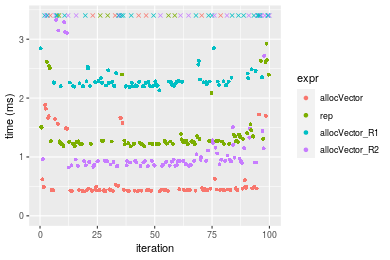 3
2
1
0
time (ms)
0
25
50
75
100
iteration
expr
allocVector
rep
allocVector_R1
allocVector_R2